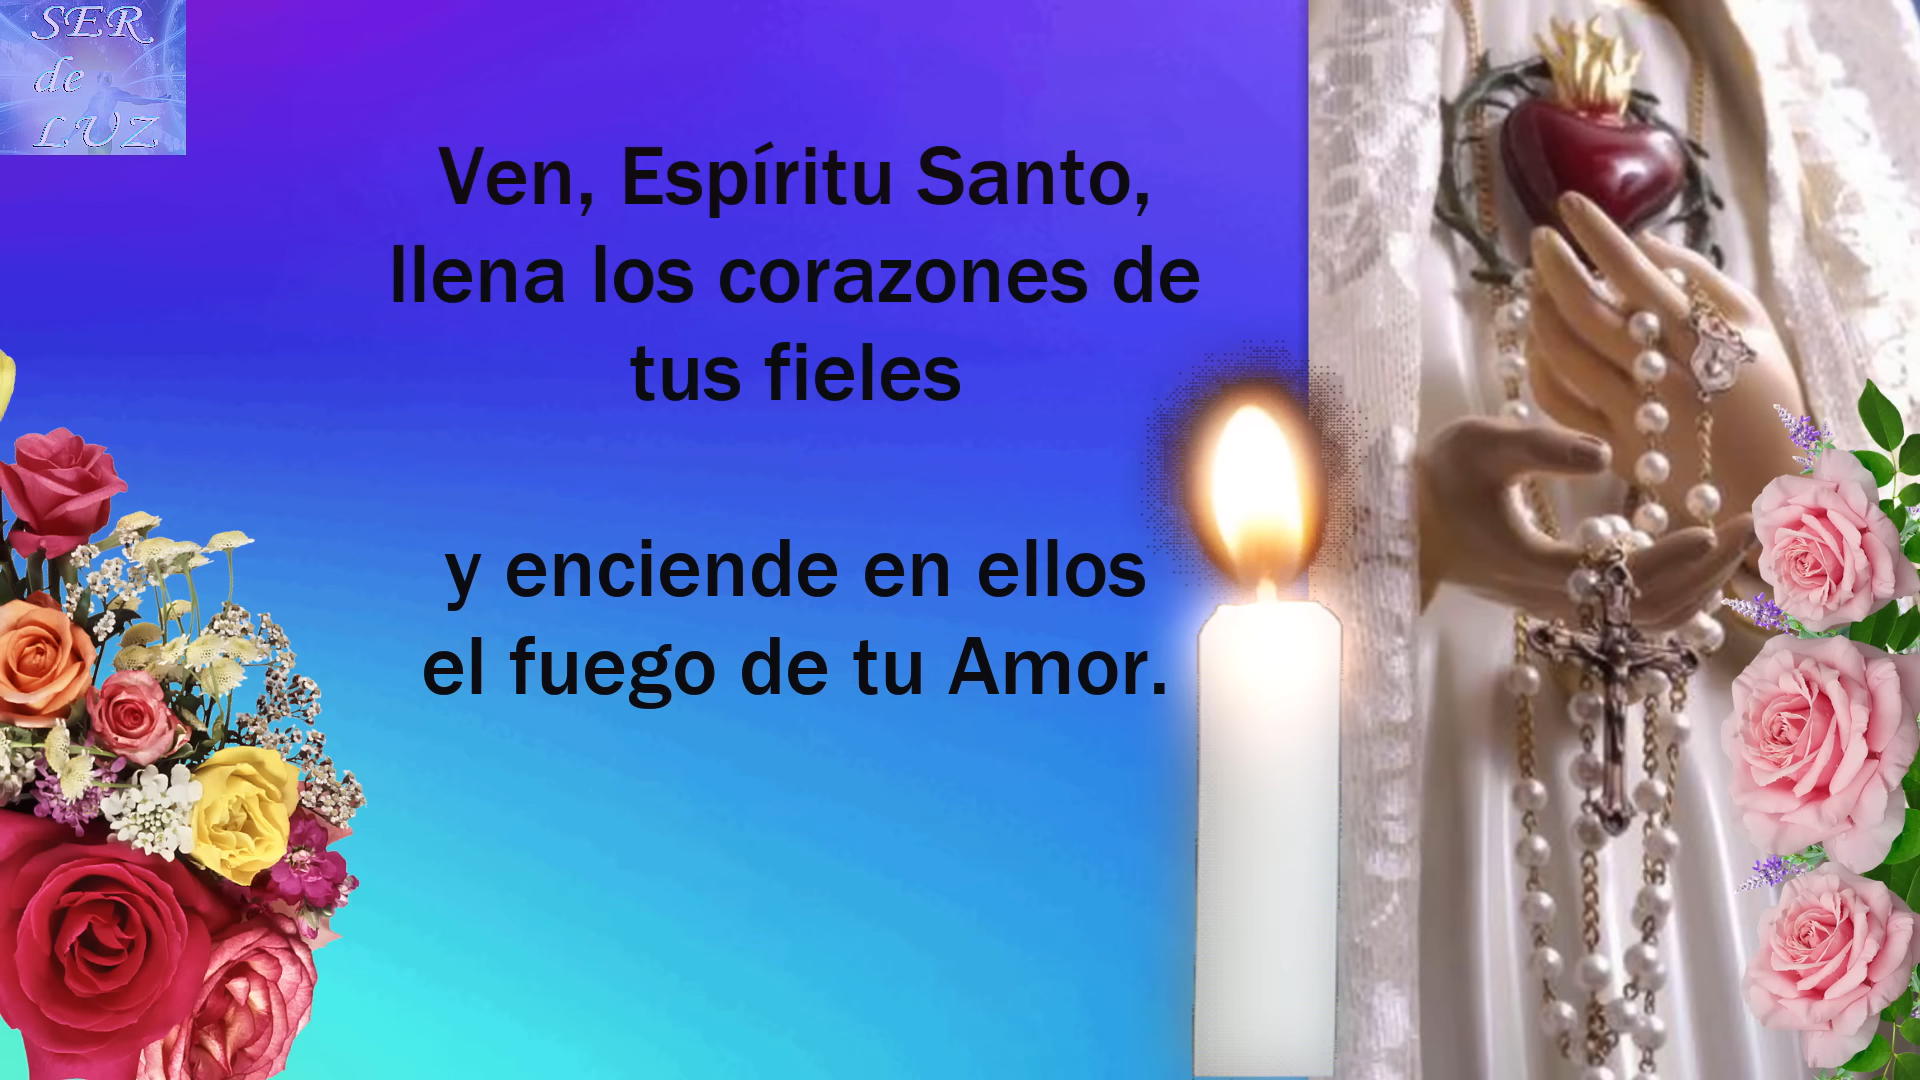 SER
de
LUZ
Ven, Espíritu Santo,
llena los corazones de
tus fieles
y enciende en ellos
el fuego de tu Amor.